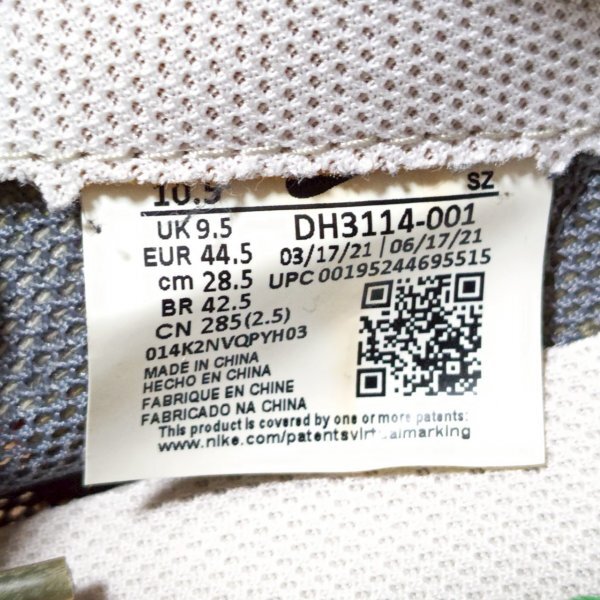 10.5 SZ
UK 9.5 DH3114-001
EUR 44.5 03/17/21 | 06/17/21
cm 28.5 UPC 00195244695515
BR 42.5
CN 285(2.5)
014K2NVQPYH03
MADE IN CHINA
HECHO EN CHINA
FABRIQUE EN CHINE
FABRICADO NA CHINA
This product is covered by one or more patents:
www.nike.com/patentsvirtualmarking